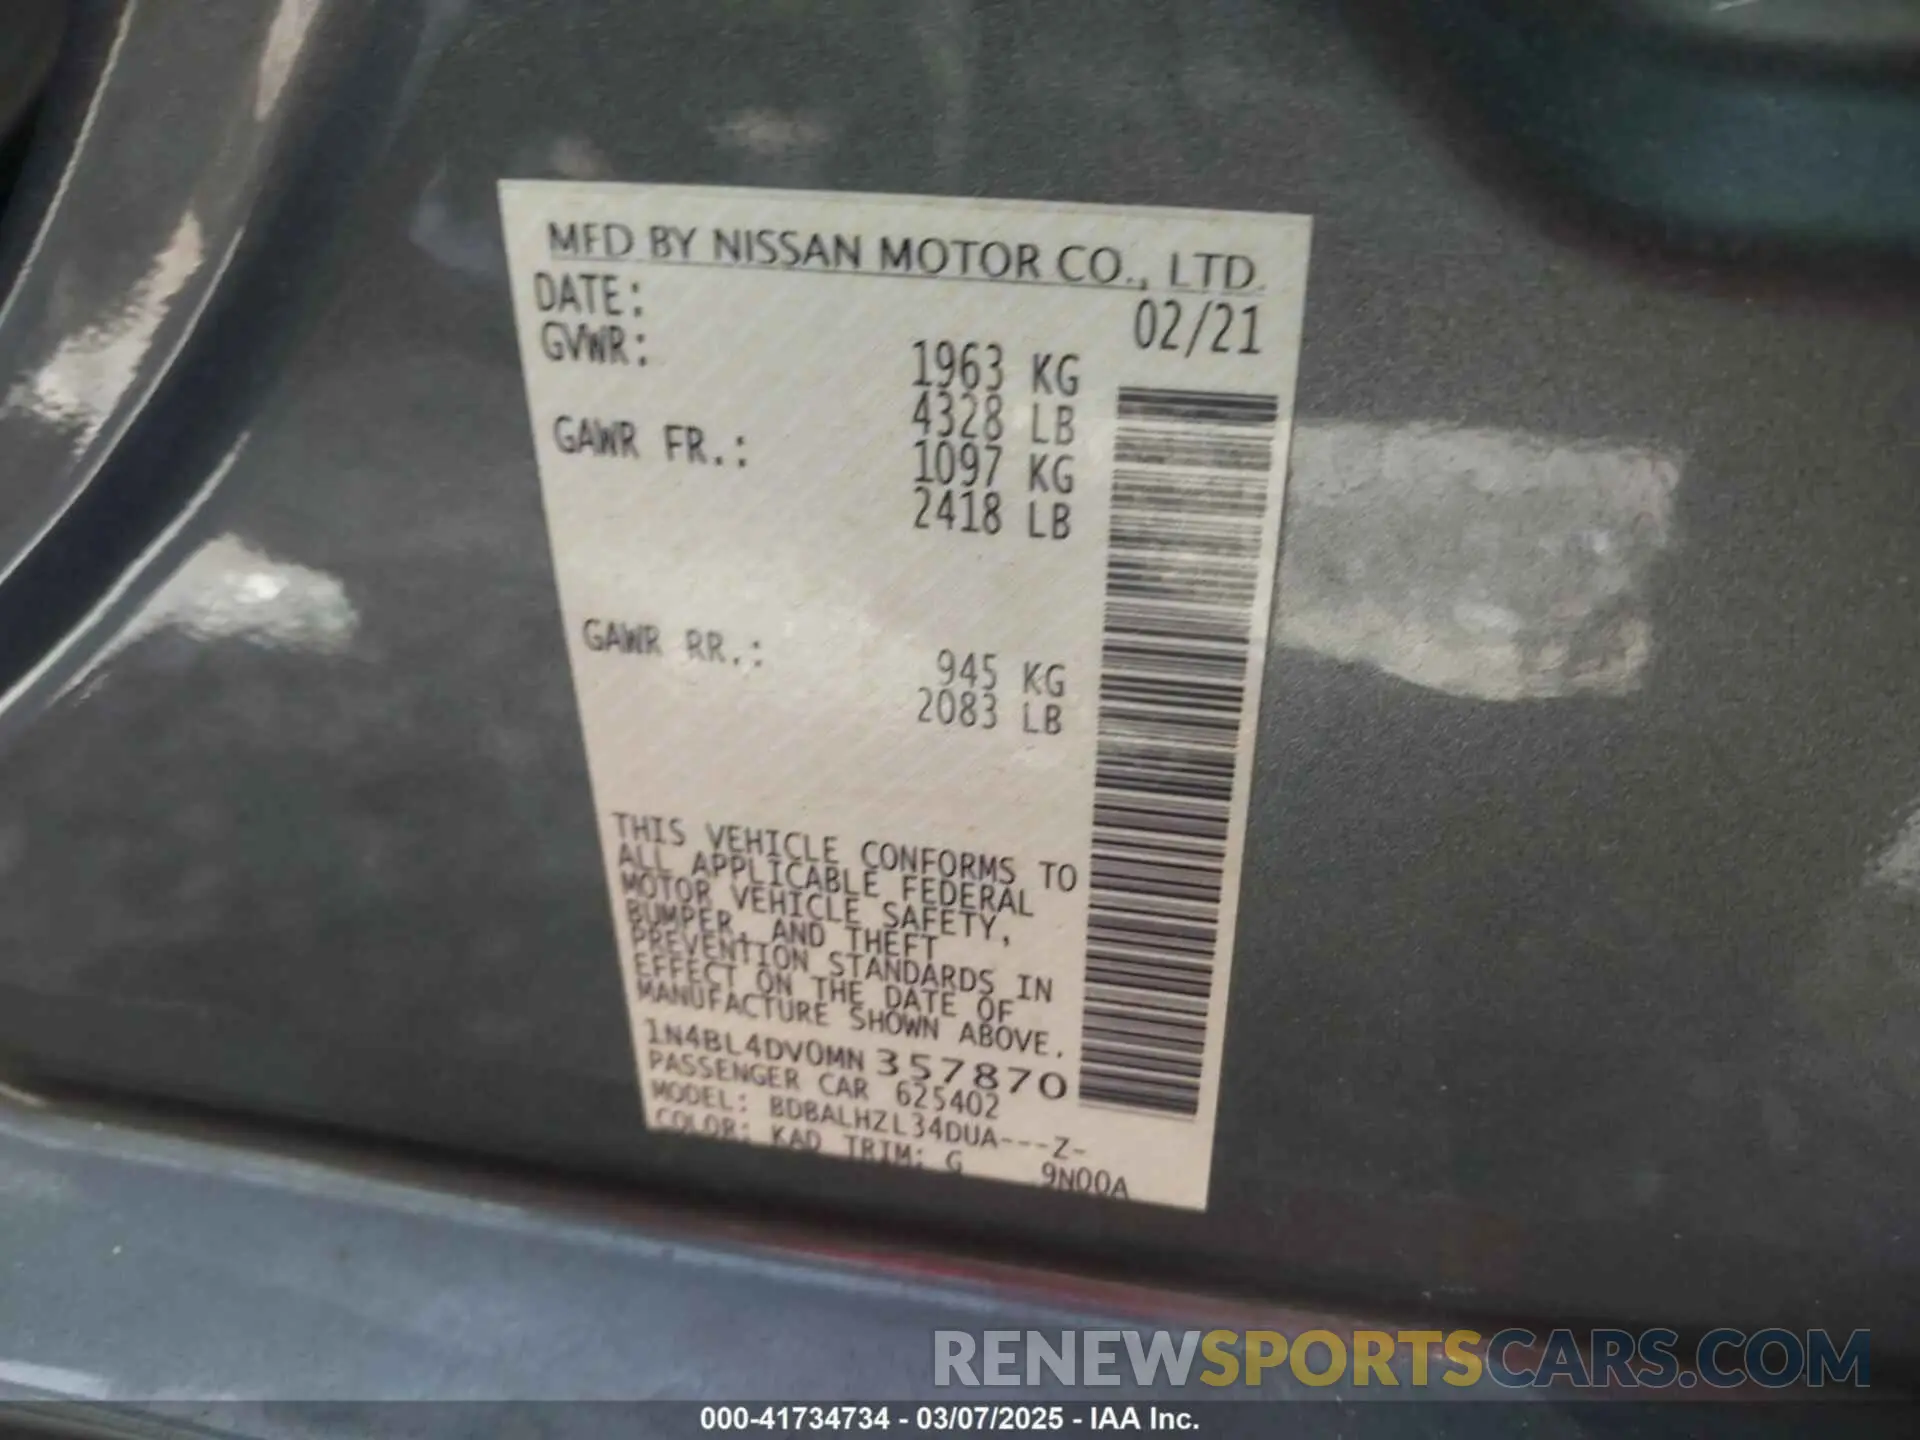 MFD BY NISSAN MOTOR CO., LTD.
DATE: 02/21
GVWR: 1963 KG
4328 LB
GAWR FR.: 1097 KG
2418 LB
GAWR RR.: 945 KG
2083 LB
THIS VEHICLE CONFORMS TO
ALL APPLICABLE FEDERAL
MOTOR VEHICLE SAFETY,
BUMPER, AND THEFT
PREVENTION STANDARDS IN
EFFECT ON THE DATE OF
MANUFACTURE SHOWN ABOVE.
1N4BL4DV0MN357870
PASSENGER CAR 625402
MODEL: BDBALHZL34DUA---Z-
COLOR: KAD TRIM: G 9N00A
RENEWSPORTSCARS.COM
000-41734734 - 03/07/2025 - IAA Inc.